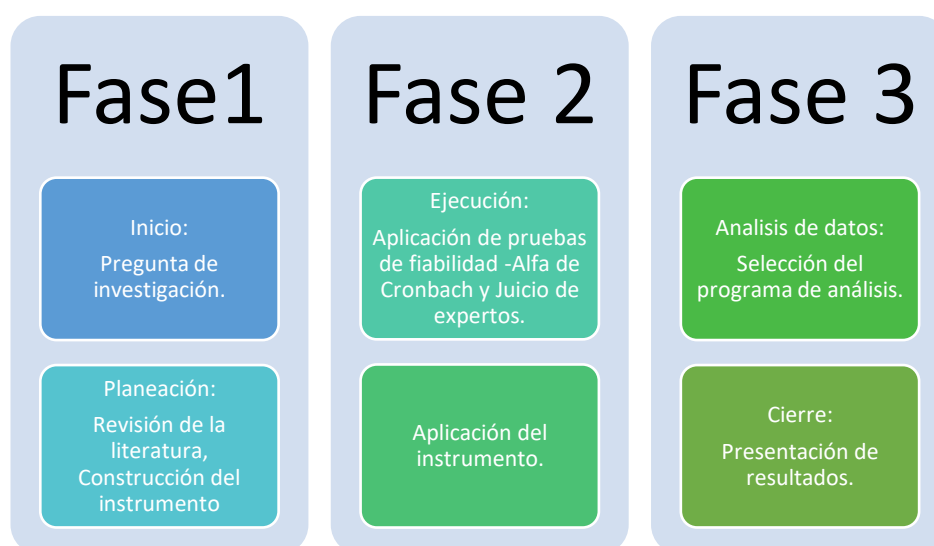 Fase1
Inicio:
Pregunta de
investigación.
Planeación:
Revisión de la
literatura,
Construcción del
instrumento
Fase 2
Ejecución:
Aplicación de pruebas
de fiabilidad -Alfa de
Cronbach y Juicio de
expertos.
Aplicación del
instrumento.
Fase 3
Analisis de datos:
Selección del
programa de análisis.
Cierre:
Presentación de
resultados.